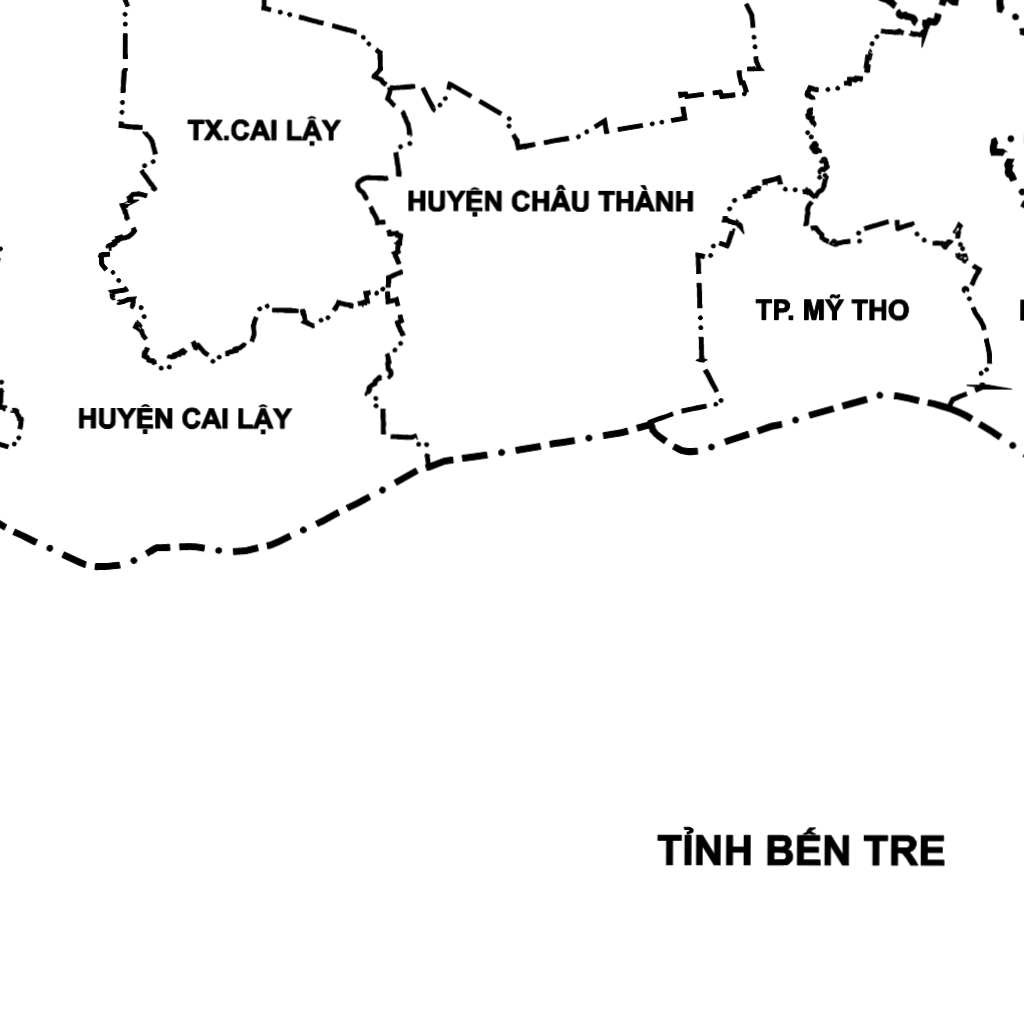 TX.CAI LẬY
HUYỆN CHÂU THÀNH
TP. MỸ THO
HUYỆN CAI LẬY
TỈNH BẾN TRE